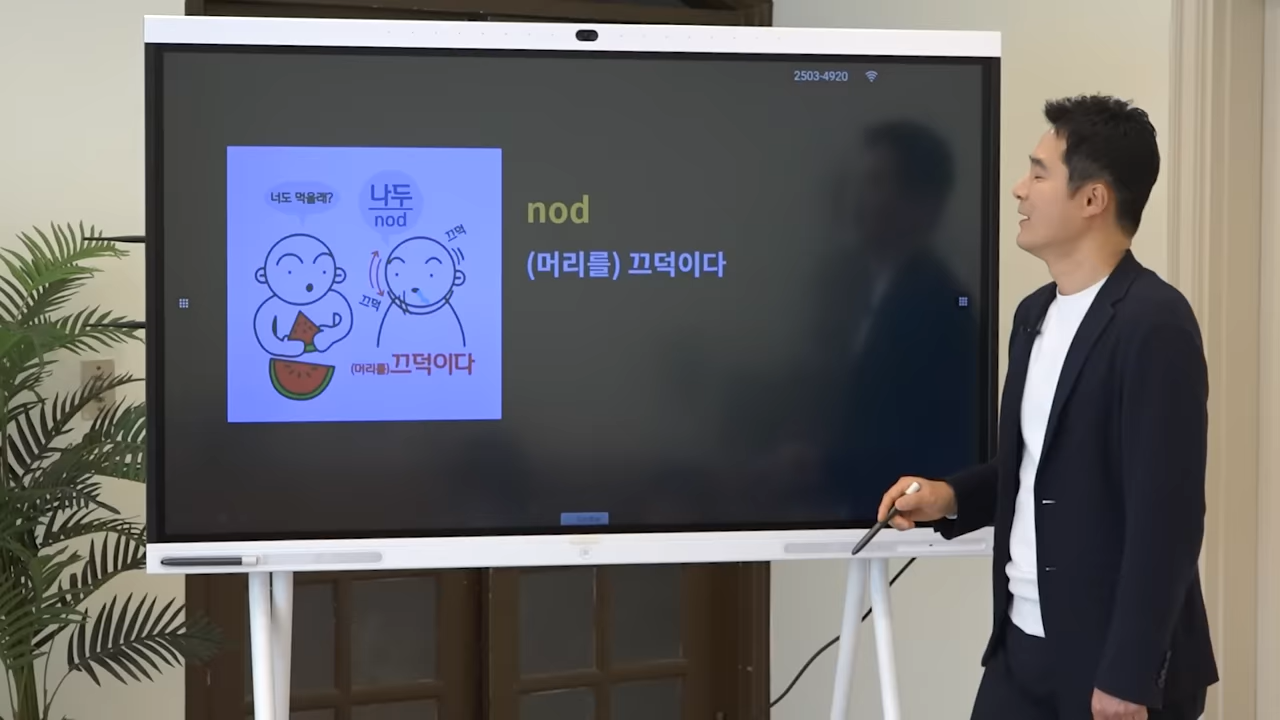 2503-4920
너도 먹을래?
나두
nod
끄덕
끄덕
(머리를)끄덕이다
nod
(머리를) 끄덕이다